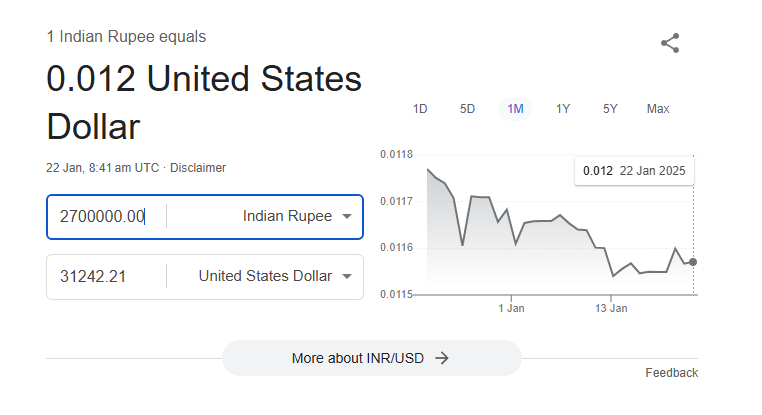 1 Indian Rupee equals
0.012 United States
Dollar
22 Jan, 8:41 am UTC · Disclaimer
2700000.00 Indian Rupee
31242.21 United States Dollar
1D 5D 1M 1Y 5Y Max
0.0118
0.012 22 Jan 2025
0.0117
0.0116
0.0115
1 Jan 13 Jan
More about INR/USD
Feedback